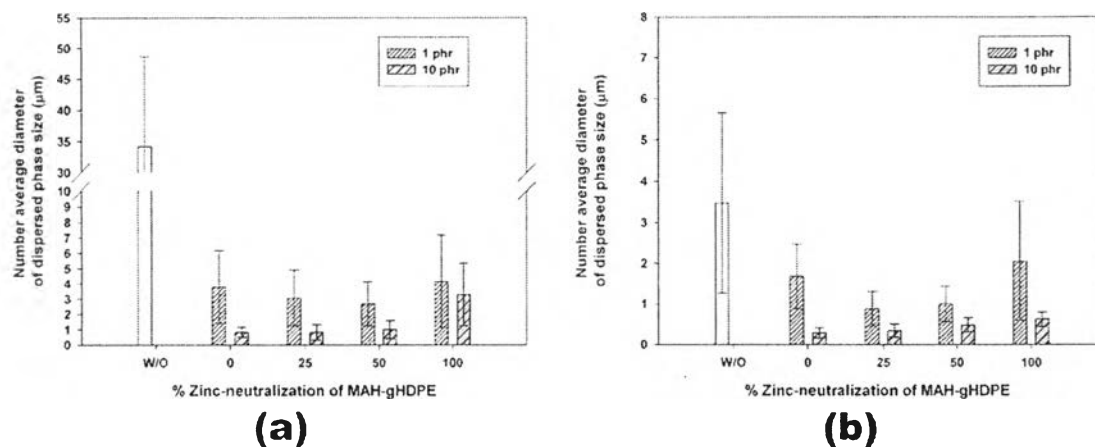 Number average diameter
of dispersed phase size (μm)
55
50
45
40
35
30
10
9
8
7
6
5
4
3
2
1
0
1 phr
10 phr
W/O 0 25 50 100
% Zinc-neutralization of MAH-gHDPE
(a)
Number average diameter
of dispersed phase size (μm)
8
7
6
5
4
3
2
1
0
1 phr
10 phr
W/O 0 25 50 100
% Zinc-neutralization of MAH-gHDPE
(b)